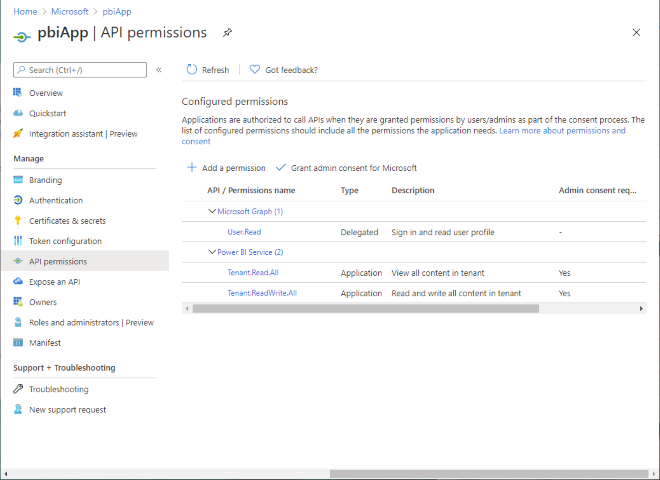 Home > Microsoft > pbiApp
pbiApp | API permissions
Search (Ctrl+/)
«
Overview
Quickstart
Integration assistant | Preview
Manage
Branding
Authentication
Certificates & secrets
Token configuration
API permissions
Expose an API
Owners
Roles and administrators | Preview
Manifest
Support + Troubleshooting
Troubleshooting
New support request
Refresh
Got feedback?
Configured permissions
Applications are authorized to call APIs when they are granted permissions by users/admins as part of the consent process. The
list of configured permissions should include all the permissions the application needs. Learn more about permissions and
consent
Add a permission
Grant admin consent for Microsoft
API / Permissions name Type Description Admin consent req...
Microsoft Graph (1)
User.Read Delegated Sign in and read user profile -
Power BI Service (2)
Tenant.Read.All Application View all content in tenant Yes
Tenant.ReadWrite.All Application Read and write all content in tenant Yes